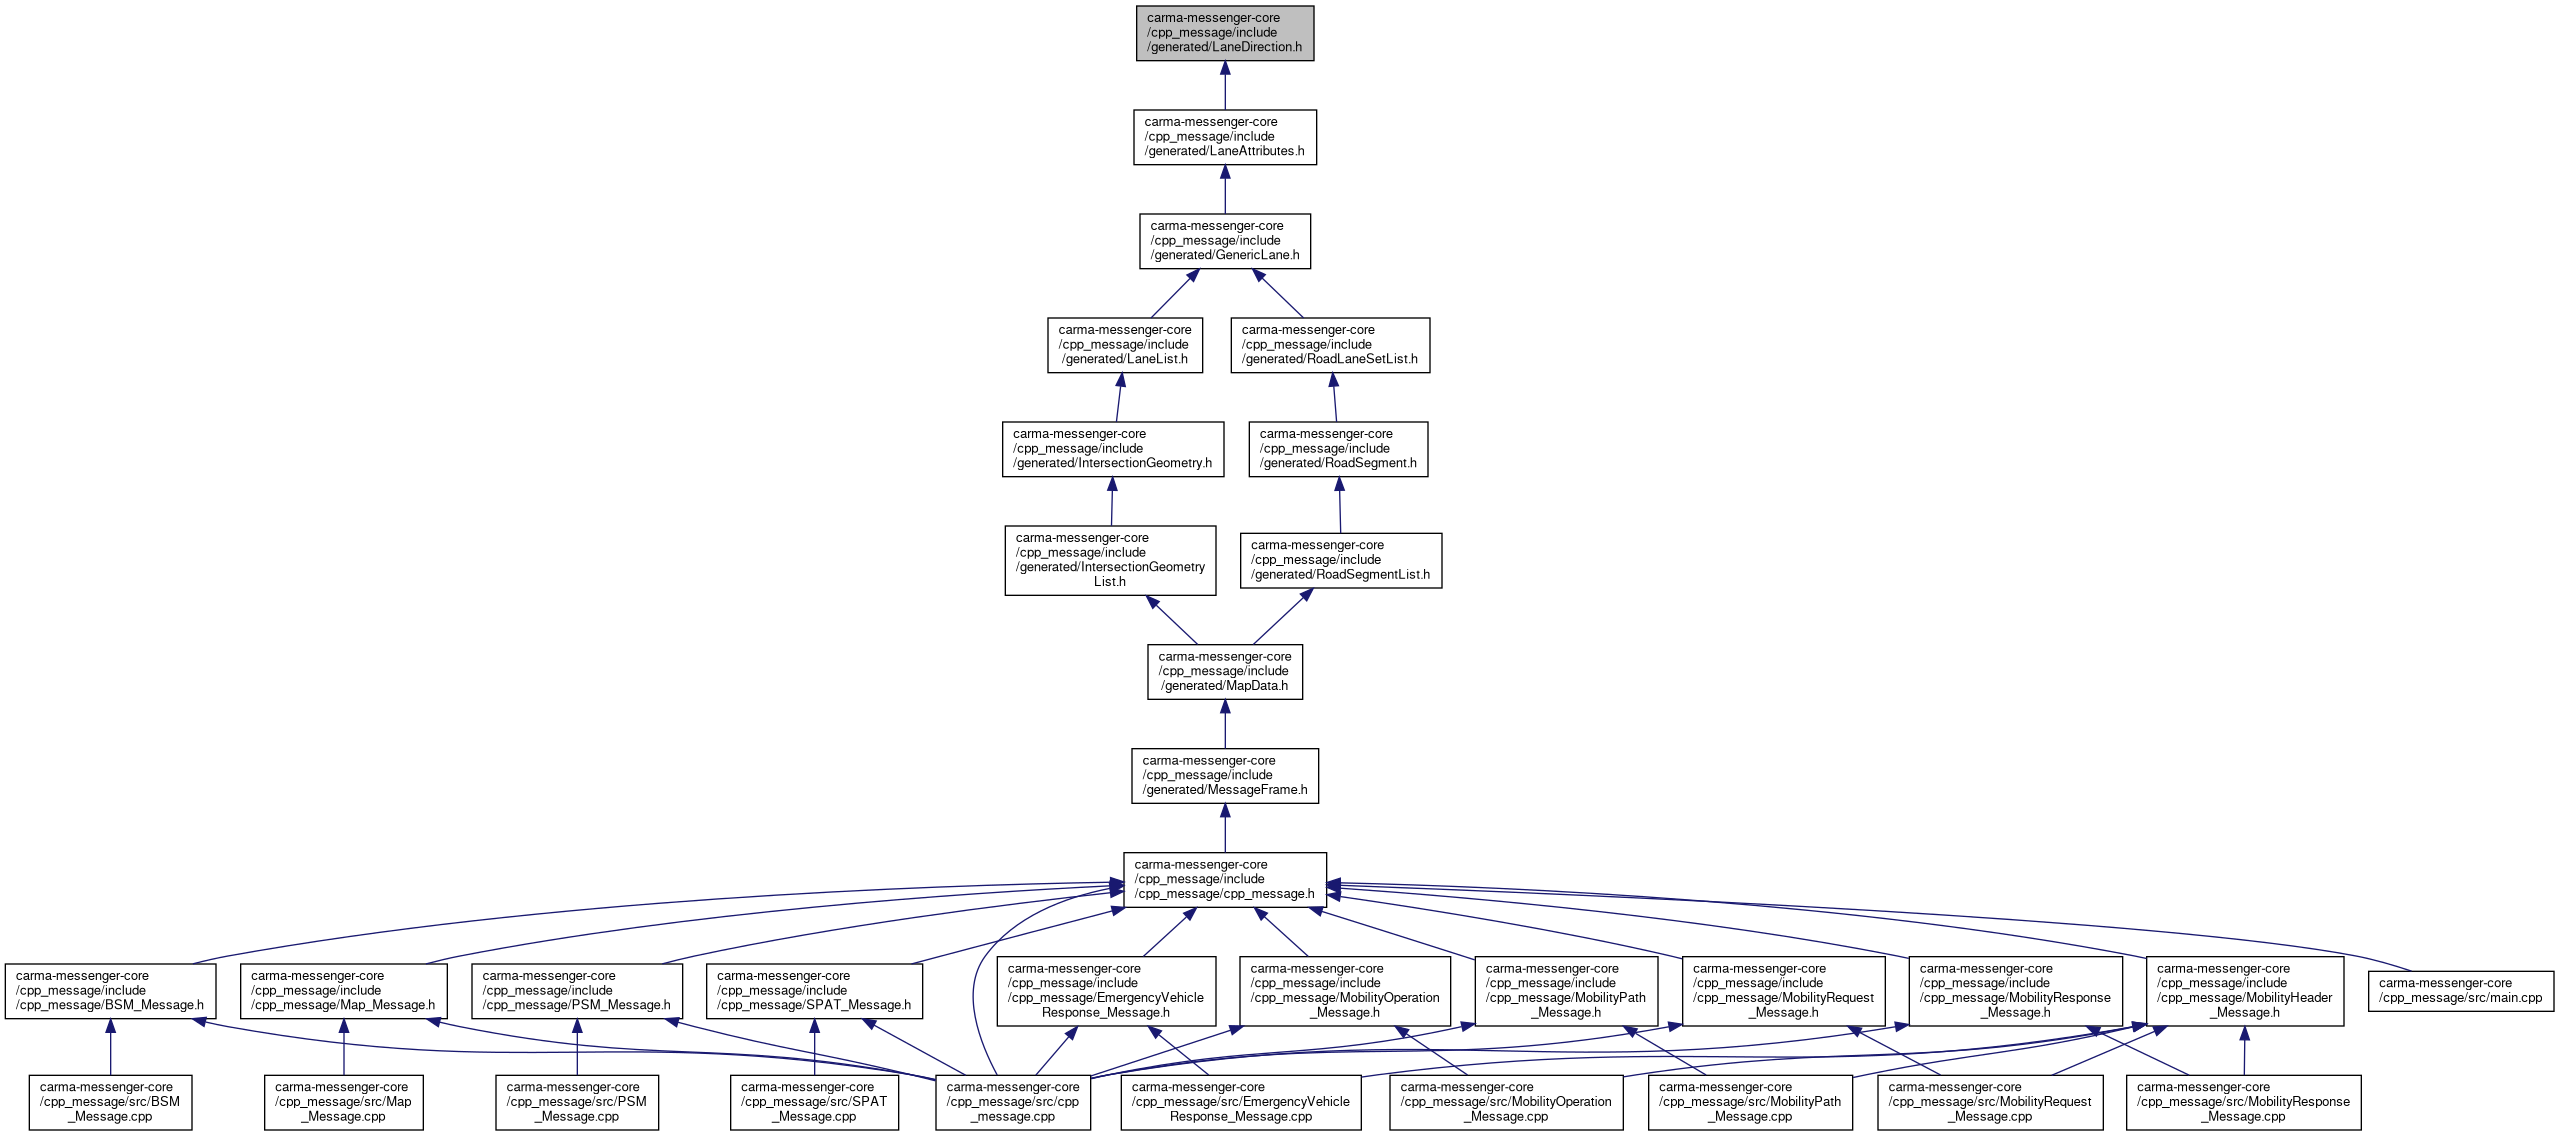 carma-messenger-core
/cpp_message/include
/generated/LaneDirection.h
carma-messenger-core
/cpp_message/include
/generated/LaneAttributes.h
carma-messenger-core
/cpp_message/include
/generated/GenericLane.h
carma-messenger-core
/cpp_message/include
/generated/LaneList.h
carma-messenger-core
/cpp_message/include
/generated/RoadLaneSetList.h
carma-messenger-core
/cpp_message/include
/generated/IntersectionGeometry.h
carma-messenger-core
/cpp_message/include
/generated/RoadSegment.h
carma-messenger-core
/cpp_message/include
/generated/IntersectionGeometry
List.h
carma-messenger-core
/cpp_message/include
/generated/RoadSegmentList.h
carma-messenger-core
/cpp_message/include
/generated/MapData.h
carma-messenger-core
/cpp_message/include
/generated/MessageFrame.h
carma-messenger-core
/cpp_message/include
/cpp_message/cpp_message.h
carma-messenger-core
/cpp_message/include
/cpp_message/BSM_Message.h
carma-messenger-core
/cpp_message/include
/cpp_message/Map_Message.h
carma-messenger-core
/cpp_message/include
/cpp_message/PSM_Message.h
carma-messenger-core
/cpp_message/include
/cpp_message/SPAT_Message.h
carma-messenger-core
/cpp_message/include
/cpp_message/EmergencyVehicle
Response_Message.h
carma-messenger-core
/cpp_message/include
/cpp_message/MobilityOperation
_Message.h
carma-messenger-core
/cpp_message/include
/cpp_message/MobilityPath
_Message.h
carma-messenger-core
/cpp_message/include
/cpp_message/MobilityRequest
_Message.h
carma-messenger-core
/cpp_message/include
/cpp_message/MobilityResponse
_Message.h
carma-messenger-core
/cpp_message/include
/cpp_message/MobilityHeader
_Message.h
carma-messenger-core
/cpp_message/src/main.cpp
carma-messenger-core
/cpp_message/src/BSM
_Message.cpp
carma-messenger-core
/cpp_message/src/Map
_Message.cpp
carma-messenger-core
/cpp_message/src/PSM
_Message.cpp
carma-messenger-core
/cpp_message/src/SPAT
_Message.cpp
carma-messenger-core
/cpp_message/src/cpp
_message.cpp
carma-messenger-core
/cpp_message/src/EmergencyVehicle
Response_Message.cpp
carma-messenger-core
/cpp_message/src/MobilityOperation
_Message.cpp
carma-messenger-core
/cpp_message/src/MobilityPath
_Message.cpp
carma-messenger-core
/cpp_message/src/MobilityRequest
_Message.cpp
carma-messenger-core
/cpp_message/src/MobilityResponse
_Message.cpp